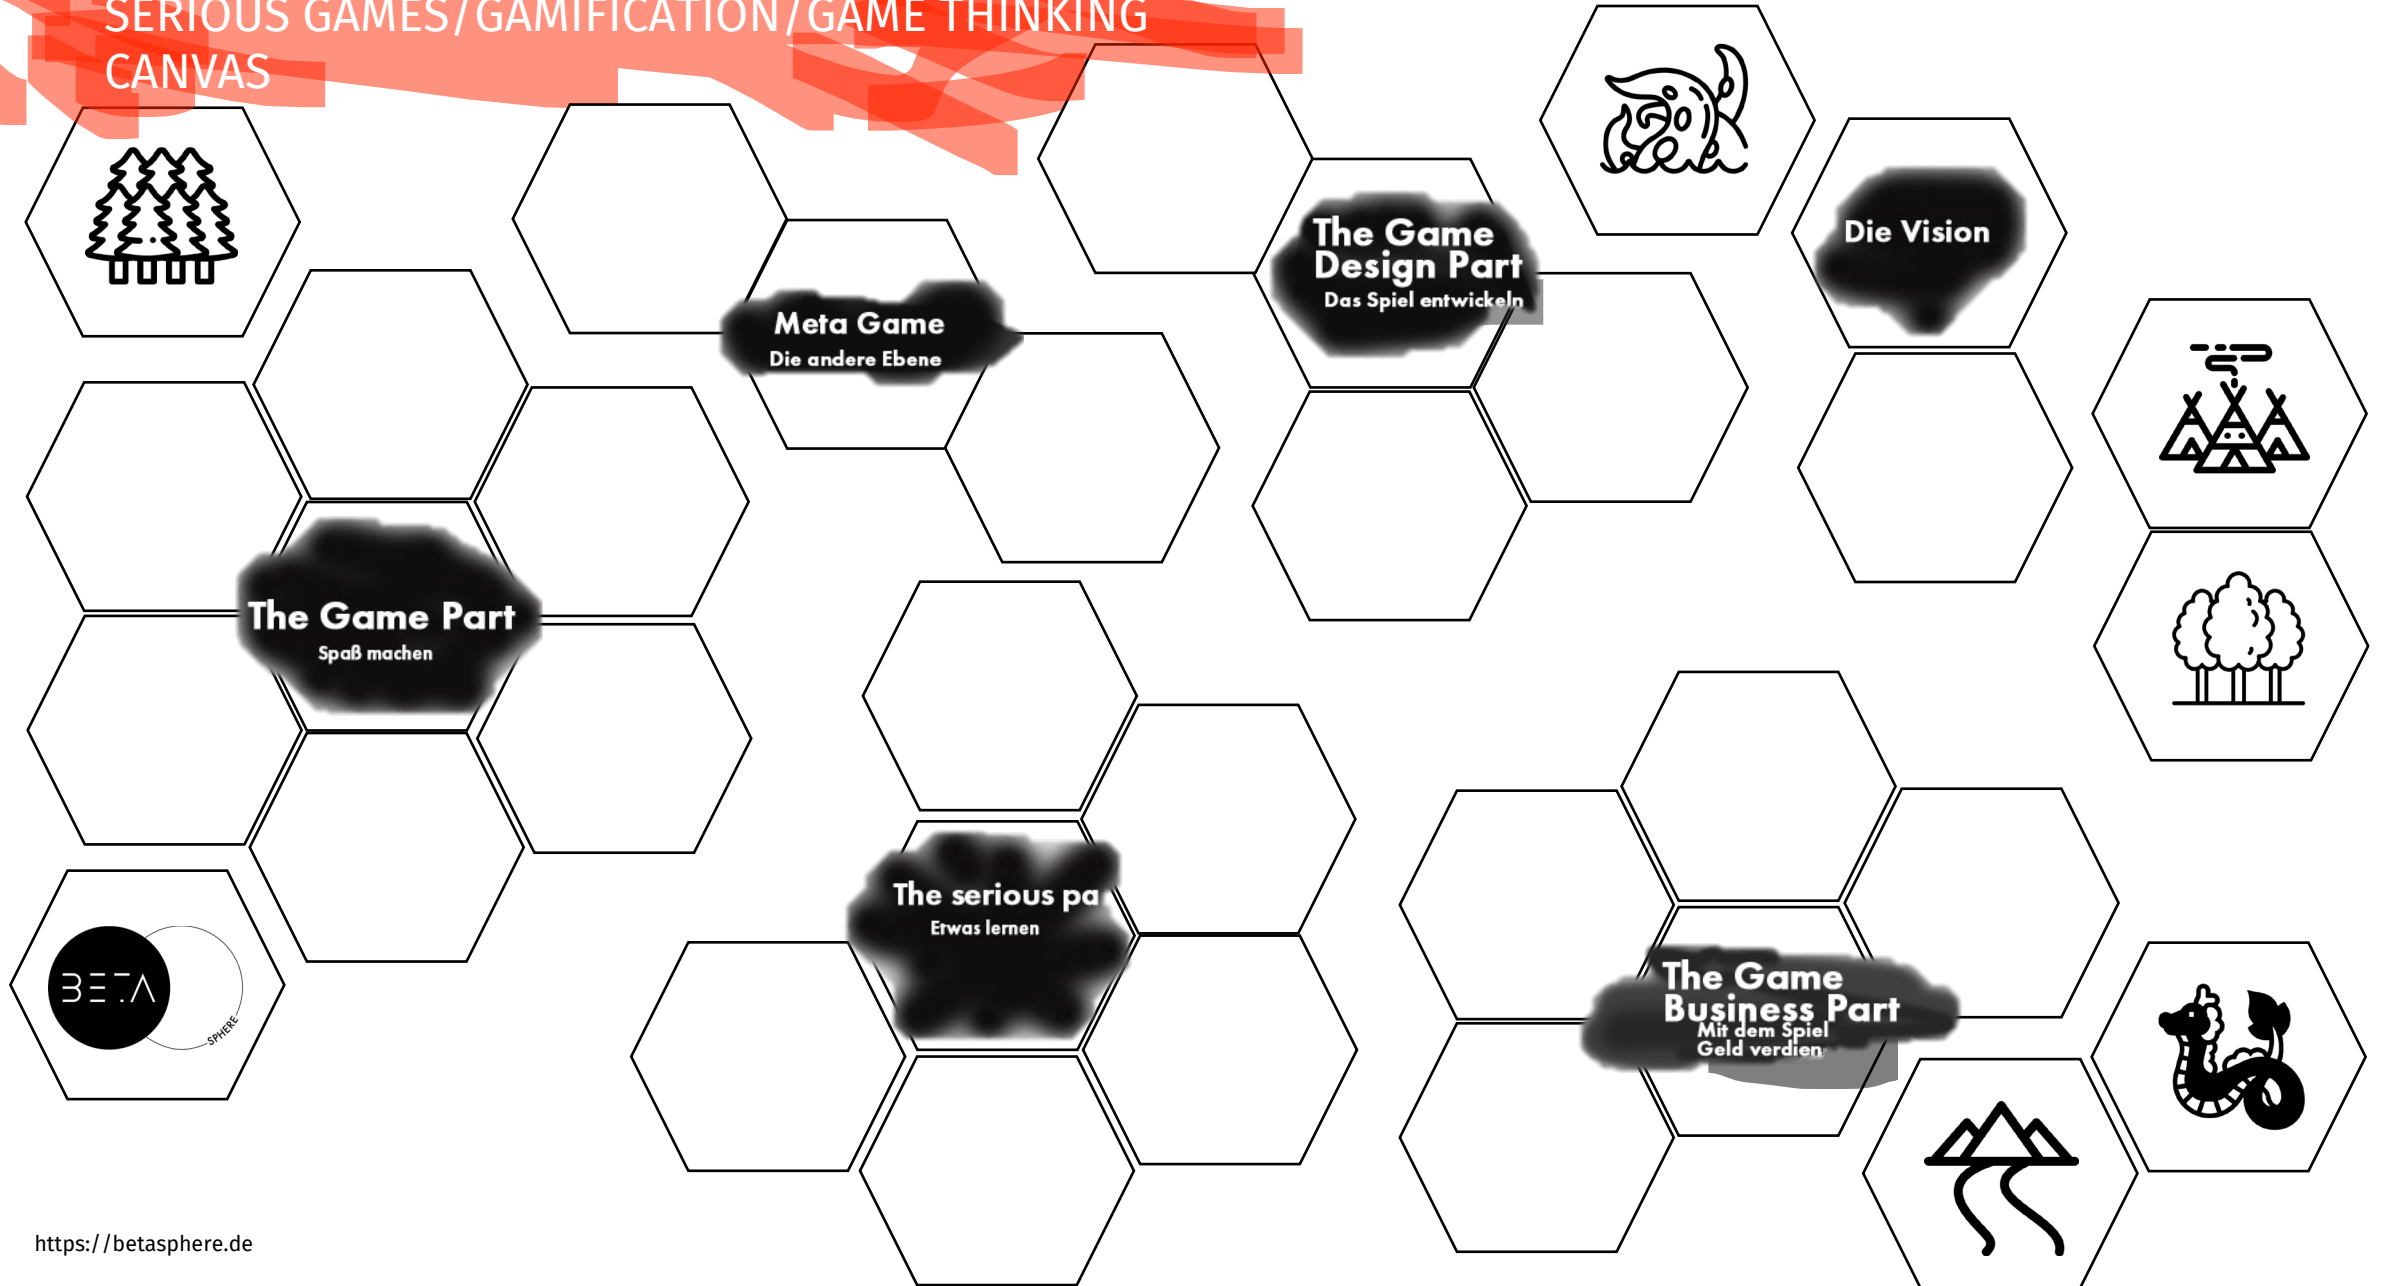 SERIOUS GAMES/GAMIFICATION/GAME THINKING
CANVAS
Die Vision
The Game
Design Part
Das Spiel entwickeln
Meta Game
Die andere Ebene
The Game Part
Spaß machen
The serious pa
Etwas lernen
The Game
Business Part
Mit dem Spiel
Geld verdien
BETA
SPHERE
https://betasphere.de